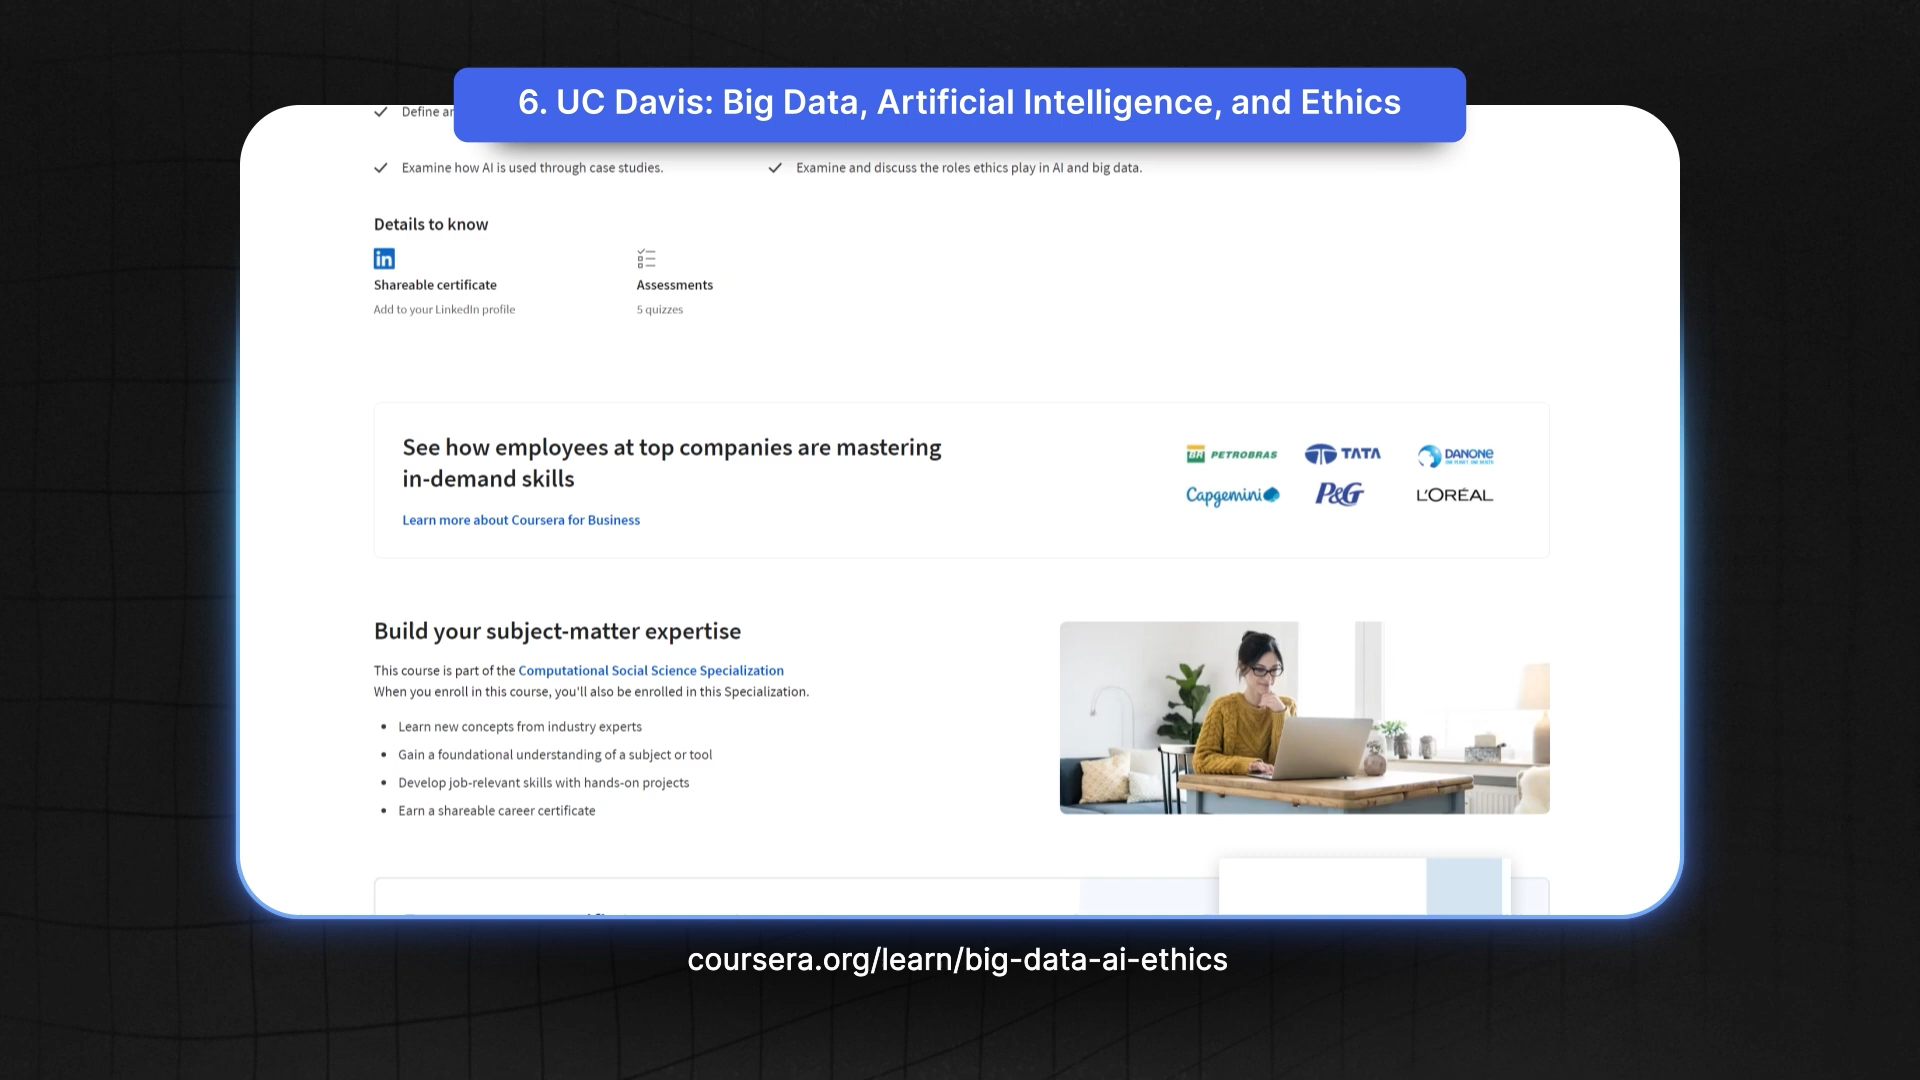 6. UC Davis: Big Data, Artificial Intelligence, and Ethics
Define an
Examine how AI is used through case studies.
Examine and discuss the roles ethics play in AI and big data.
Details to know
in
Shareable certificate
Add to your LinkedIn profile
Assessments
5 quizzes
See how employees at top companies are mastering
in-demand skills
Learn more about Coursera for Business
BR PETROBRAS
TATA
DANONE
Capgemini
P&G
L'ORÉAL
Build your subject-matter expertise
This course is part of the Computational Social Science Specialization
When you enroll in this course, you'll also be enrolled in this Specialization.
Learn new concepts from industry experts
Gain a foundational understanding of a subject or tool
Develop job-relevant skills with hands-on projects
Earn a shareable career certificate
coursera.org/learn/big-data-ai-ethics